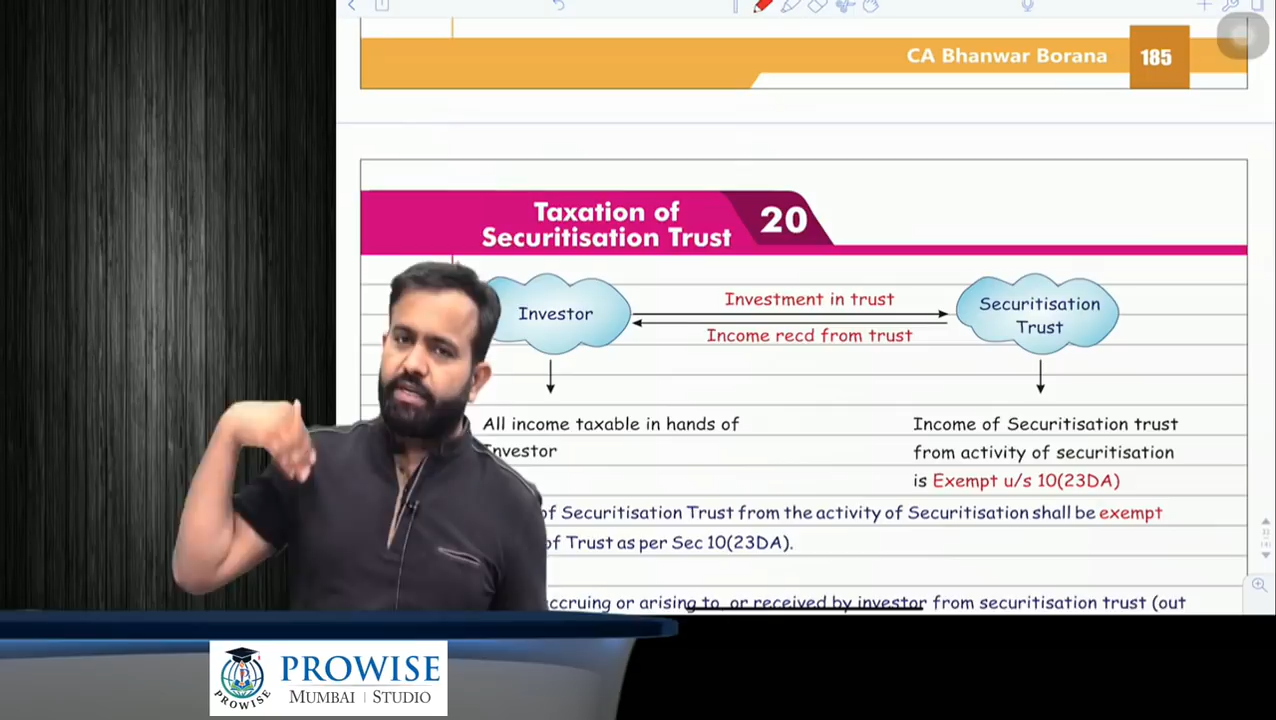 CA Bhanwar Borana 185
Taxation of
Securitisation Trust
20
Investor
Investment in trust
Income recd from trust
Securitisation
Trust
All income taxable in hands of
Investor
Income of Securitisation trust
from activity of securitisation
is Exempt u/s 10(23DA)
of Securitisation Trust from the activity of Securitisation shall be exempt
of Trust as per Sec 10(23DA).
accruing or arising to, or received by investor from securitisation trust (out
PROWISE
PROWISE
MUMBAI | STUDIO